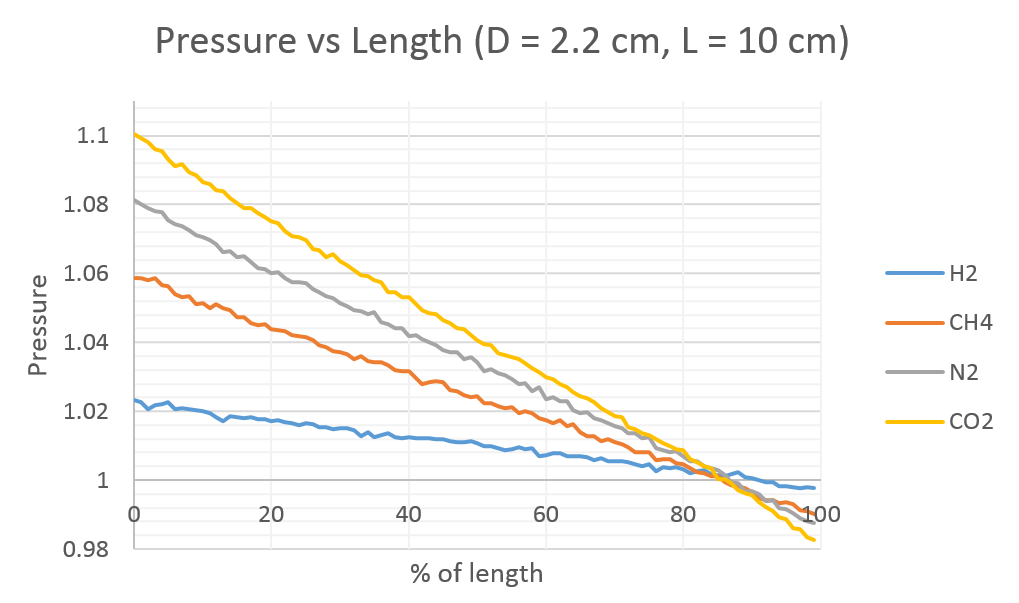 Pressure vs Length (D = 2.2 cm, L = 10 cm)
1.1
1.08
1.06
1.04
1.02
1
0.98
Pressure
0 20 40 60 80 100
% of length
H2
CH4
N2
CO2